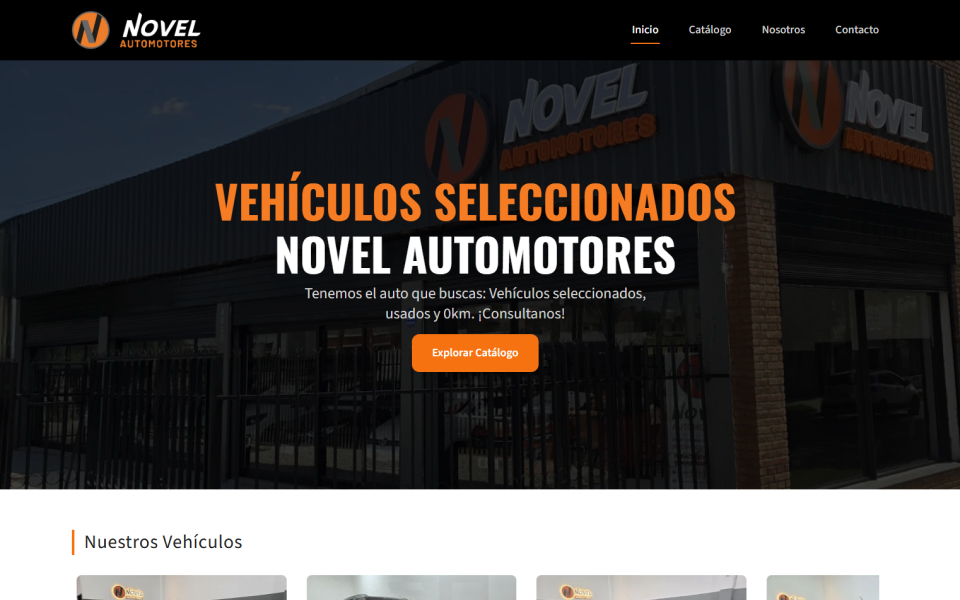 NOVEL
AUTOMOTORES
Inicio
Catálogo
Nosotros
Contacto
NOVEL
AUTOMOTORES
NOVEL
AUTOMOTORES
VEHÍCULOS SELECCIONADOS
NOVEL AUTOMOTORES
Tenemos el auto que buscas: Vehículos seleccionados,
usados y 0km. ¡Consultanos!
Explorar Catálogo
Nuestros Vehículos